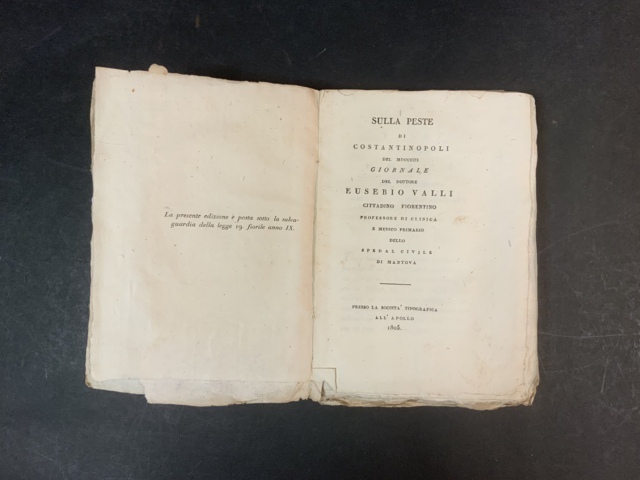 La presente edizione è posta sotto la salva-
guardia della legge 19. fiorile anno IX.
SULLA PESTE
DI
COSTANTINOPOLI
DEL MDCCCIII
GIORNALE
DEL DOTTORE
EUSEBIO VALLI
CITTADINO FIORENTINO
PROFESSORE DI CLINICA
E MEDICO PRIMARIO
DELLO
SPEDAL CIVILE
DI MANTOVA
PRESSO LA SOCIETA' TIPOGRAFICA
ALL' APOLLO